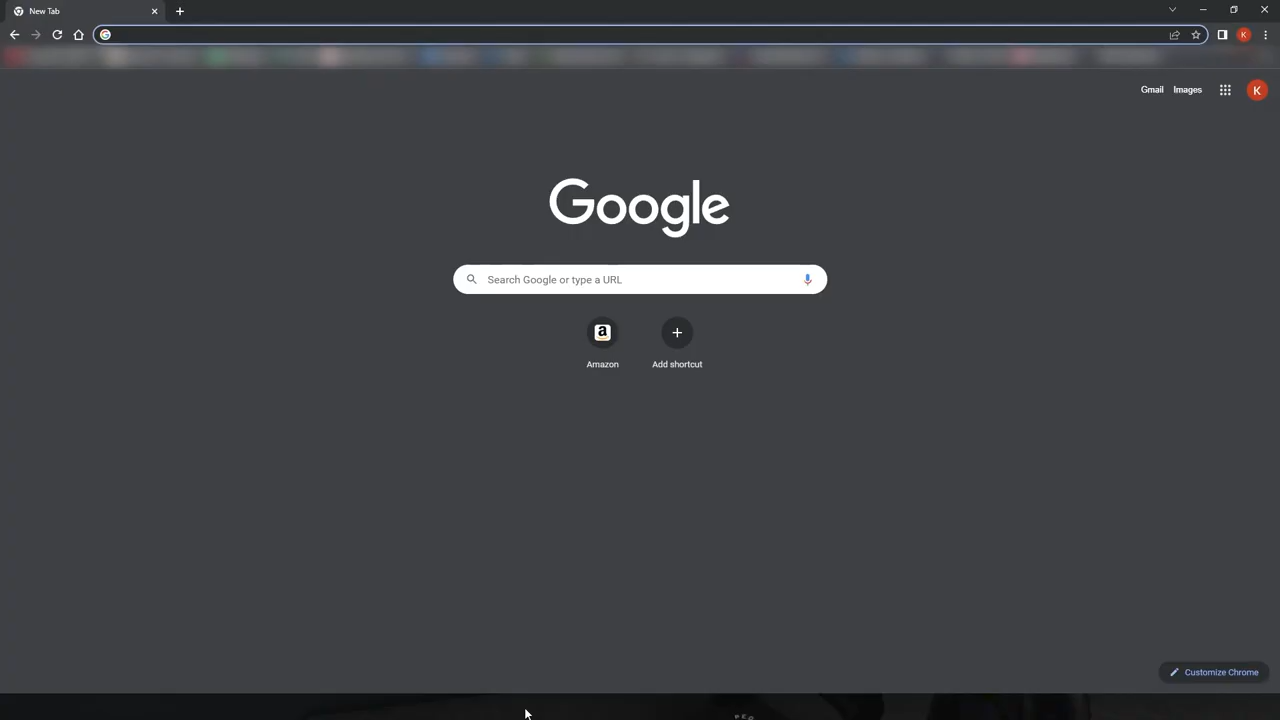 New Tab
K
Gmail Images
K
Google
Search Google or type a URL
a
Amazon
Add shortcut
Customize Chrome